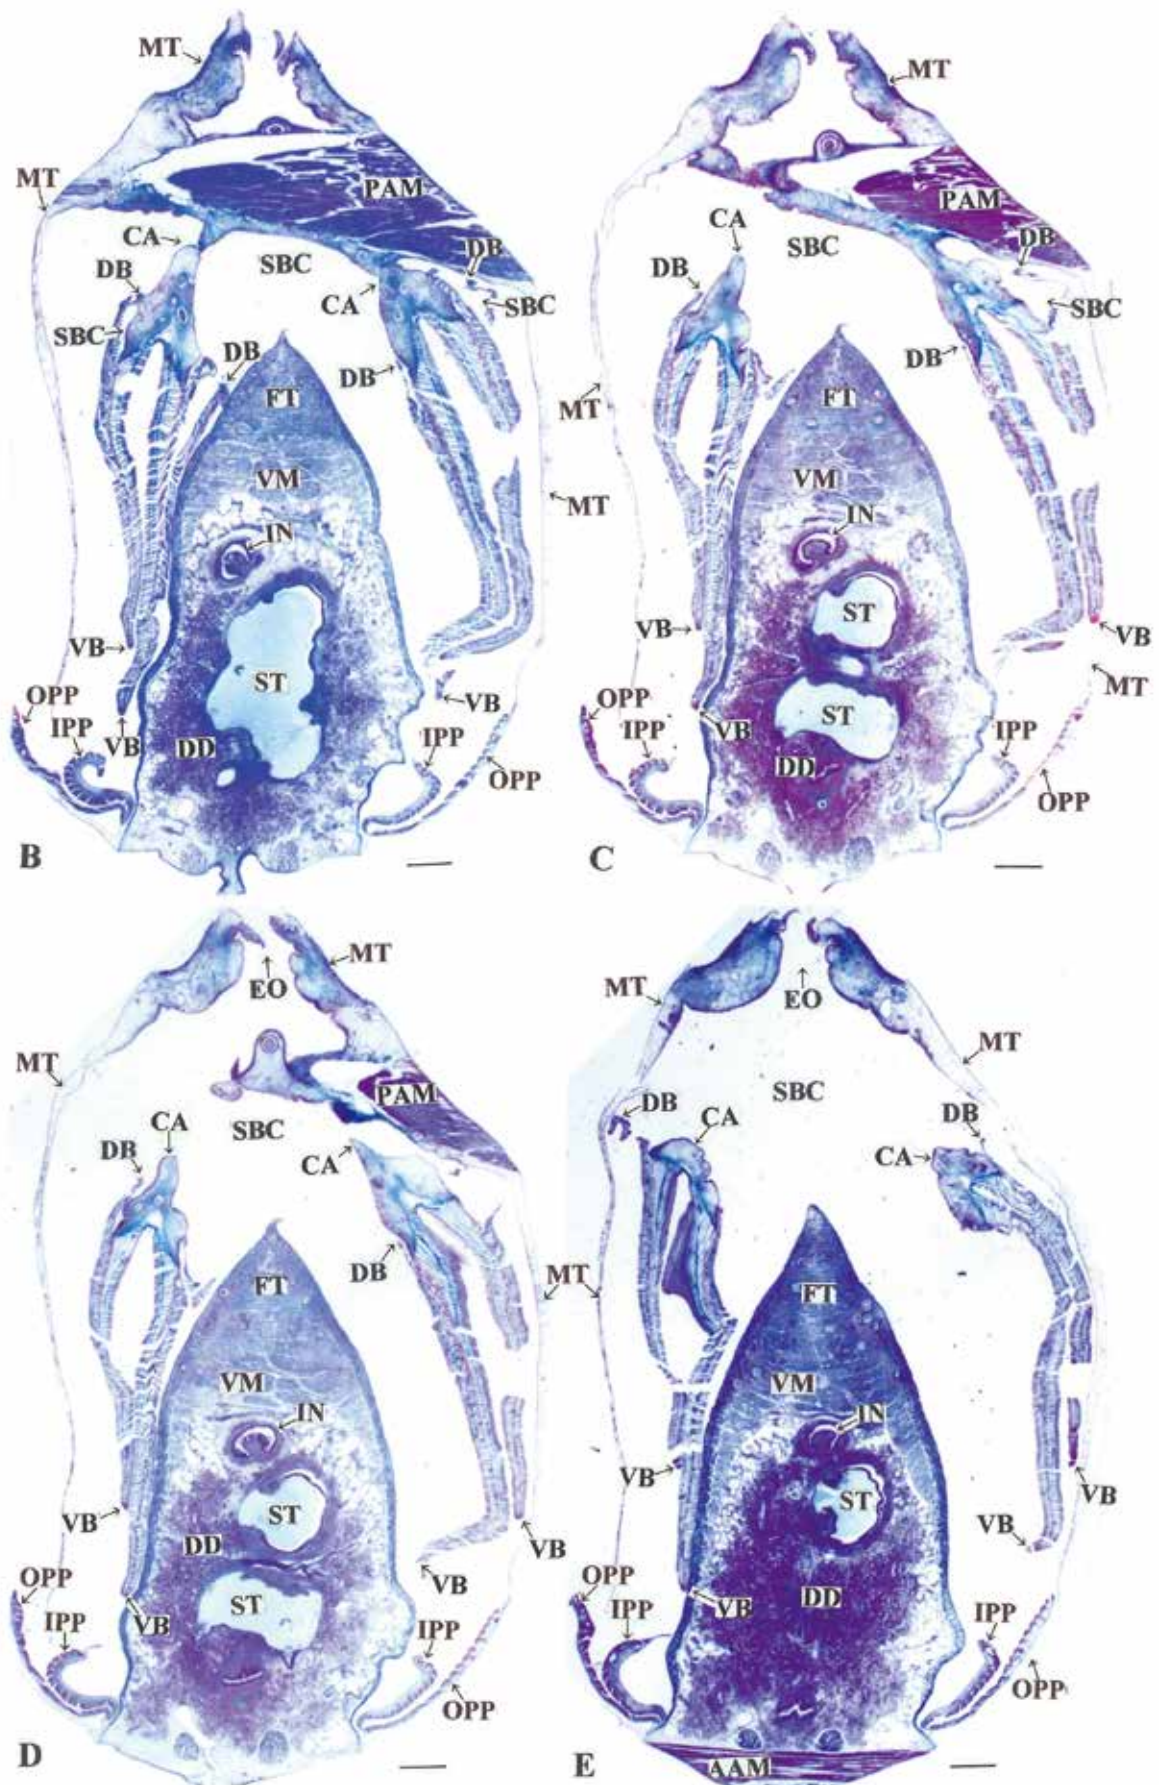 MT
MT
PAM
CA
DB
SBC
DB
CA
SBC
SBC
DB
DB
FT
VM
MT
IN
VB
ST
VB
OPP
IPP
VB
DD
IPP
OPP
B
MT
PAM
CA
DB
SBC
DB
SBC
DB
MT
FT
VM
IN
ST
VB
VB
MT
OPP
IPP
VB
ST
DD
IPP
OPP
C
MT
EO
MT
PAM
CA
SBC
DB
CA
DB
FT
MT
VM
IN
VB
ST
DD
VB
OPP
IPP
VB
ST
VB
IPP
OPP
D
MT
EO
MT
SBC
DB
CA
DB
CA
FT
VM
IN
VB
ST
VB
VB
OPP
IPP
VB
DD
IPP
OPP
E
AAM